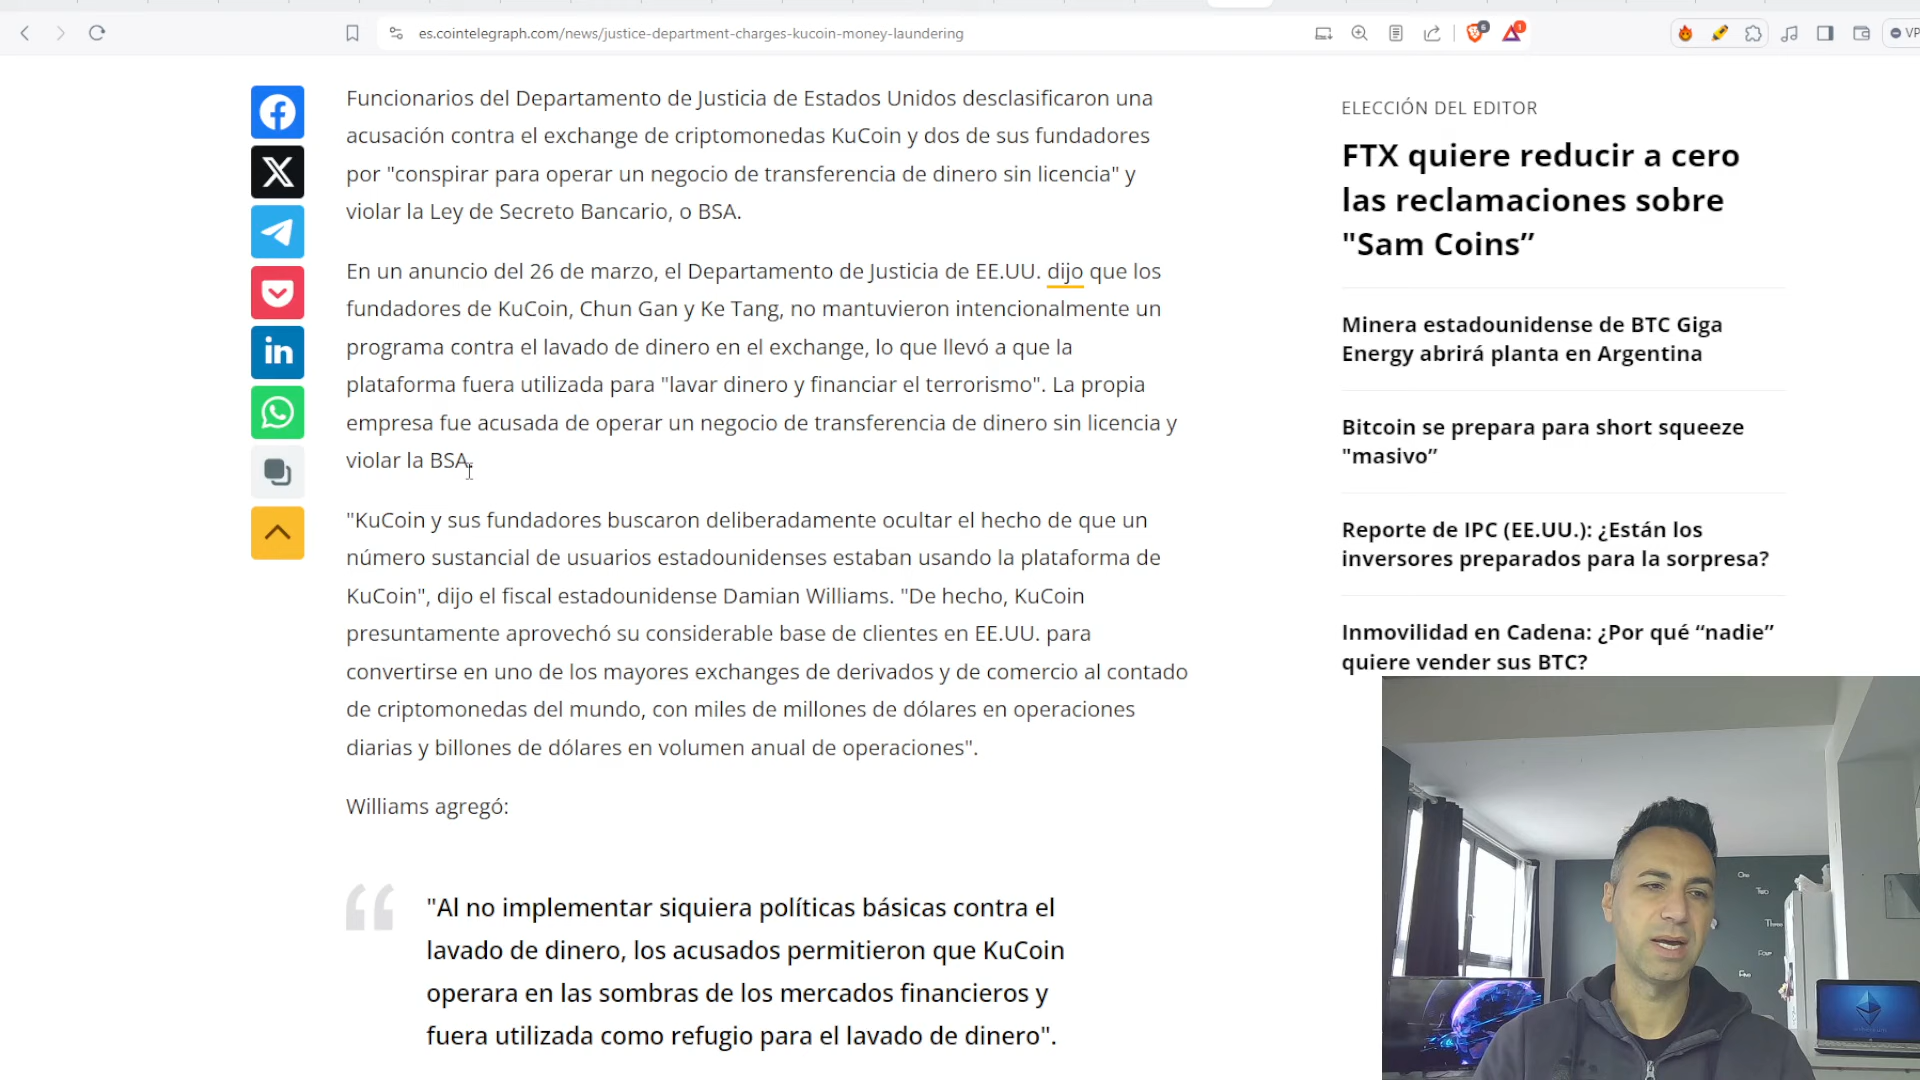 es.cointelegraph.com/news/justice-department-charges-kucoin-money-laundering
6
1
VP
Funcionarios del Departamento de Justicia de Estados Unidos desclasificaron una
acusación contra el exchange de criptomonedas KuCoin y dos de sus fundadores
por "conspirar para operar un negocio de transferencia de dinero sin licencia" y
violar la Ley de Secreto Bancario, o BSA.
En un anuncio del 26 de marzo, el Departamento de Justicia de EE.UU. dijo que los
fundadores de KuCoin, Chun Gan y Ke Tang, no mantuvieron intencionalmente un
programa contra el lavado de dinero en el exchange, lo que llevó a que la
plataforma fuera utilizada para "lavar dinero y financiar el terrorismo". La propia
empresa fue acusada de operar un negocio de transferencia de dinero sin licencia y
violar la BSA.
"KuCoin y sus fundadores buscaron deliberadamente ocultar el hecho de que un
número sustancial de usuarios estadounidenses estaban usando la plataforma de
KuCoin", dijo el fiscal estadounidense Damian Williams. "De hecho, KuCoin
presuntamente aprovechó su considerable base de clientes en EE.UU. para
convertirse en uno de los mayores exchanges de derivados y de comercio al contado
de criptomonedas del mundo, con miles de millones de dólares en operaciones
diarias y billones de dólares en volumen anual de operaciones".
Williams agregó:
"Al no implementar siquiera políticas básicas contra el
lavado de dinero, los acusados permitieron que KuCoin
operara en las sombras de los mercados financieros y
fuera utilizada como refugio para el lavado de dinero".
ELECCIÓN DEL EDITOR
FTX quiere reducir a cero
las reclamaciones sobre
"Sam Coins”
Minera estadounidense de BTC Giga
Energy abrirá planta en Argentina
Bitcoin se prepara para short squeeze
"masivo”
Reporte de IPC (EE.UU.): ¿Están los
inversores preparados para la sorpresa?
Inmovilidad en Cadena: ¿Por qué “nadie”
quiere vender sus BTC?
One
Two
Three
Four
Five